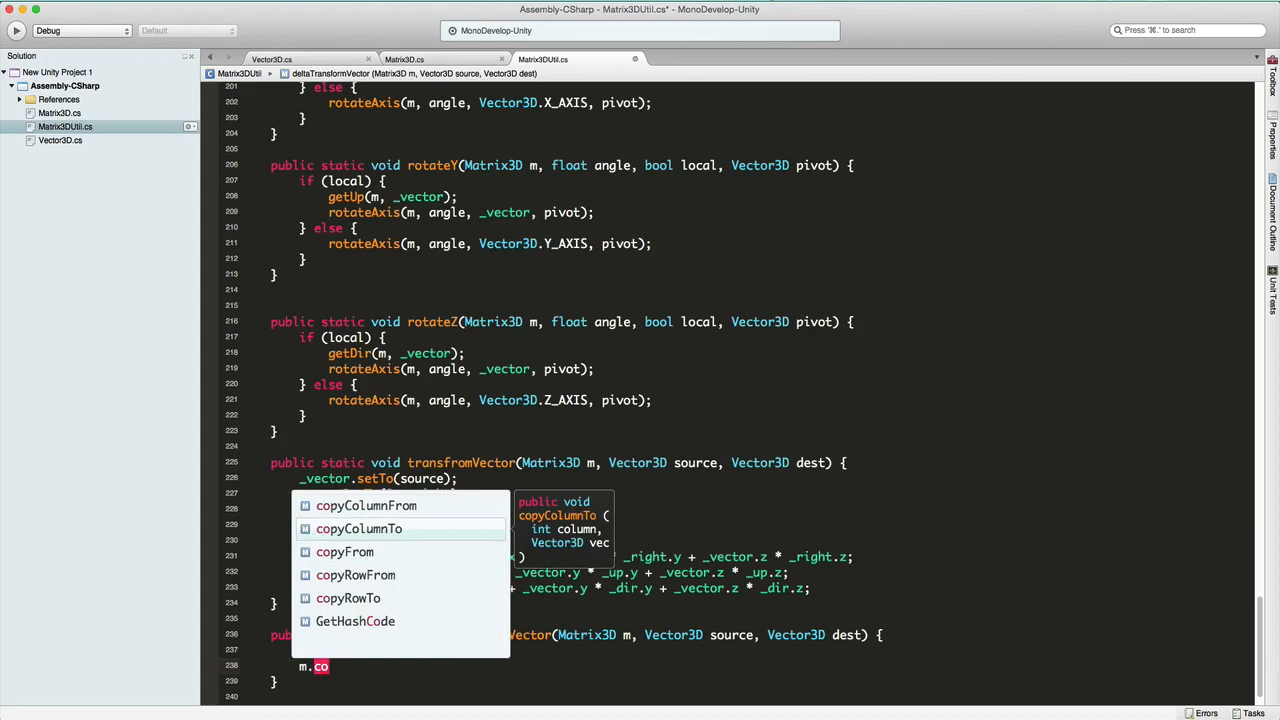 Assembly-CSharp - Matrix3DUtil.cs* - MonoDevelop-Unity
Debug
Default
MonoDevelop-Unity
Press '⌘.' to search
Solution
Vector3D.cs
Matrix3D.cs
Matrix3DUtil.cs
New Unity Project 1
Matrix3DUtil
deltaTransformVector (Matrix3D m, Vector3D source, Vector3D dest)
Assembly-CSharp
References
Matrix3D.cs
Matrix3DUtil.cs
Vector3D.cs
Toolbox
Properties
Document Outline
Unit Tests
201 } else {
202 rotateAxis(m, angle, Vector3D.X_AXIS, pivot);
203 }
204 }
205
206 public static void rotateY(Matrix3D m, float angle, bool local, Vector3D pivot) {
207 if (local) {
208 getUp(m, _vector);
209 rotateAxis(m, angle, _vector, pivot);
210 } else {
211 rotateAxis(m, angle, Vector3D.Y_AXIS, pivot);
212 }
213 }
214
215
216 public static void rotateZ(Matrix3D m, float angle, bool local, Vector3D pivot) {
217 if (local) {
218 getDir(m, _vector);
219 rotateAxis(m, angle, _vector, pivot);
220 } else {
221 rotateAxis(m, angle, Vector3D.Z_AXIS, pivot);
222 }
223 }
224
225 public static void transfromVector(Matrix3D m, Vector3D source, Vector3D dest) {
226 _vector.setTo(source);
227
228
229
230
231 _right.y + _vector.z * _right.z;
232 _vector.y * _up.y + _vector.z * _up.z;
233 + _vector.y * _dir.y + _vector.z * _dir.z;
234 }
235
236 pu Vector(Matrix3D m, Vector3D source, Vector3D dest) {
237
238 m.co
239 }
240
copyColumnFrom
copyColumnTo
copyFrom
copyRowFrom
copyRowTo
GetHashCode
public void
copyColumnTo (
int column,
Vector3D vec
)
Errors
Tasks